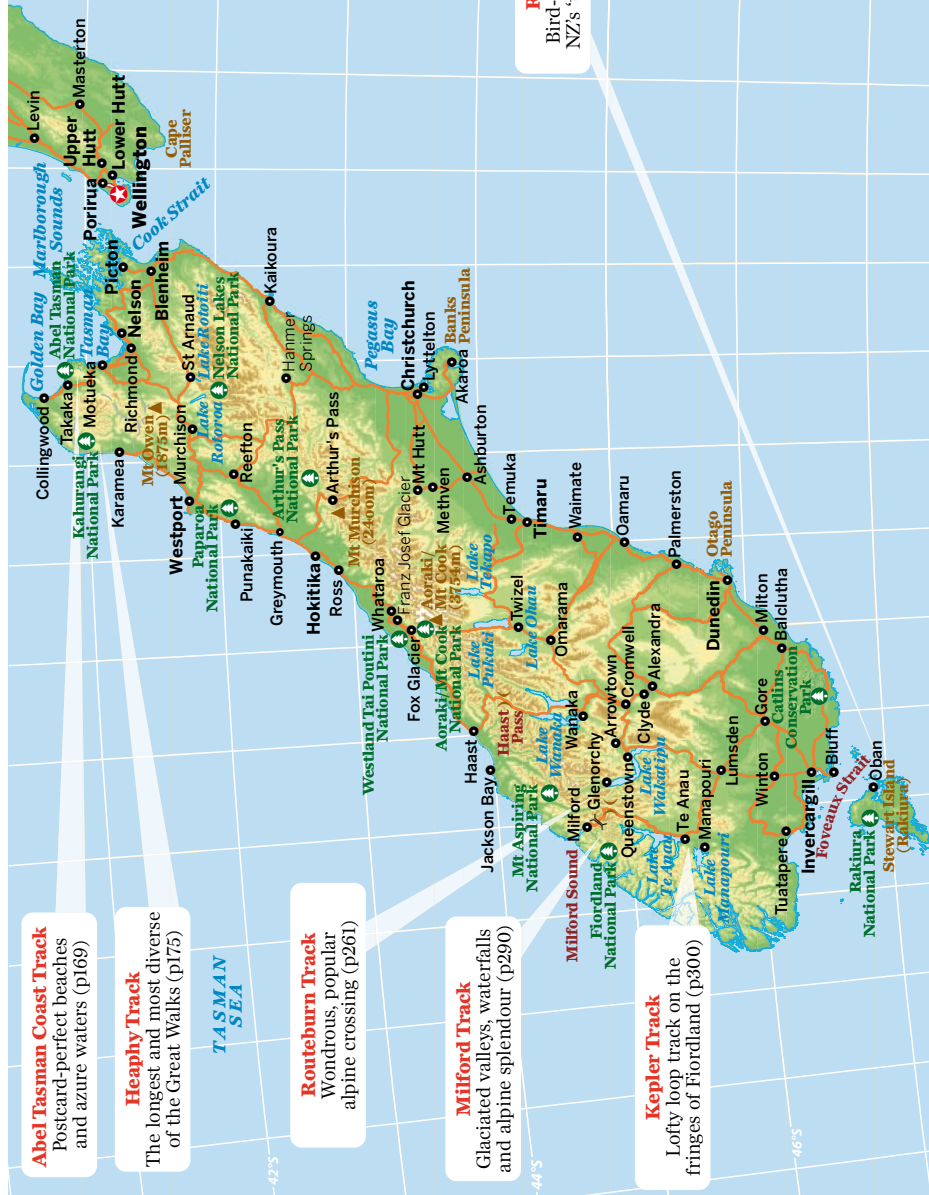 Abel Tasman Coast Track
Postcard-perfect beaches
and azure waters (p169)
Heaphy Track
The longest and most diverse
of the Great Walks (p175)
Routeburn Track
Wondrous, popular
alpine crossing (p261)
Milford Track
Glaciated valleys, waterfalls
and alpine splendour (p290)
Kepler Track
Lofty loop track on the
fringes of Fiordland (p300)
Bird-
NZ's
TASMAN
SEA
42°S
44°S
46°S
Levin
Masterton
Upper
Hutt
Lower Hutt
Porirua
Wellington
Cape
Palliser
Cook Strait
Marlborough
Sounds
Golden Bay
Abel Tasman
National Park
Tasman
Bay
Picton
Nelson
Blenheim
Collingwood
Takaka
Motueka
Richmond
Kahurangi
National Park
Karamea
Mt Owen
(1875m)
St Arnaud
Lake Rotoiti
Nelson Lakes
National Park
Lake
Rotoroa
Murchison
Kaikoura
Hanmer
Springs
Westport
Reefton
Paparoa
National Park
Punakaiki
Greymouth
Arthur's Pass
National Park
Arthur's Pass
Mt Murchison
(2400m)
Hokitika
Ross
Pegasus
Bay
Christchurch
Lyttelton
Banks
Peninsula
Akaroa
Mt Hutt
Methven
Ashburton
Whataroa
Franz Josef Glacier
Westland Tai Poutini
National Park
Fox Glacier
Aoraki/
Mt Cook
(3754m)
Aoraki/Mt Cook
National Park
Lake
Tekapo
Lake
Pukaki
Temuka
Timaru
Waimate
Twizel
Lake Ohau
Omarama
Oamaru
Haast
Haast
Pass
Jackson Bay
Lake
Wanaka
Wanaka
Mt Aspiring
National Park
Cromwell
Arrowtown
Clyde
Alexandra
Palmerston
Otago
Peninsula
Dunedin
Milford
Glenorchy
Milford Sound
Queenstown
Lake
Wakatipu
Fiordland
National Park
Lake
Te Anau
Te Anau
Manapouri
Lake
Manapouri
Lumsden
Milton
Balclutha
Gore
Catlins
Conservation
Park
Winton
Tuatapere
Invercargill
Bluff
Foveaux Strait
Oban
Rakiura
National Park
Stewart Island
(Rakiura)